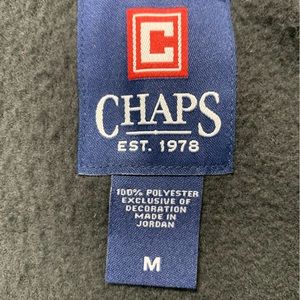 C
CHAPS
EST. 1978
100% POLYESTER
EXCLUSIVE OF
DECORATION
MADE IN
JORDAN
M